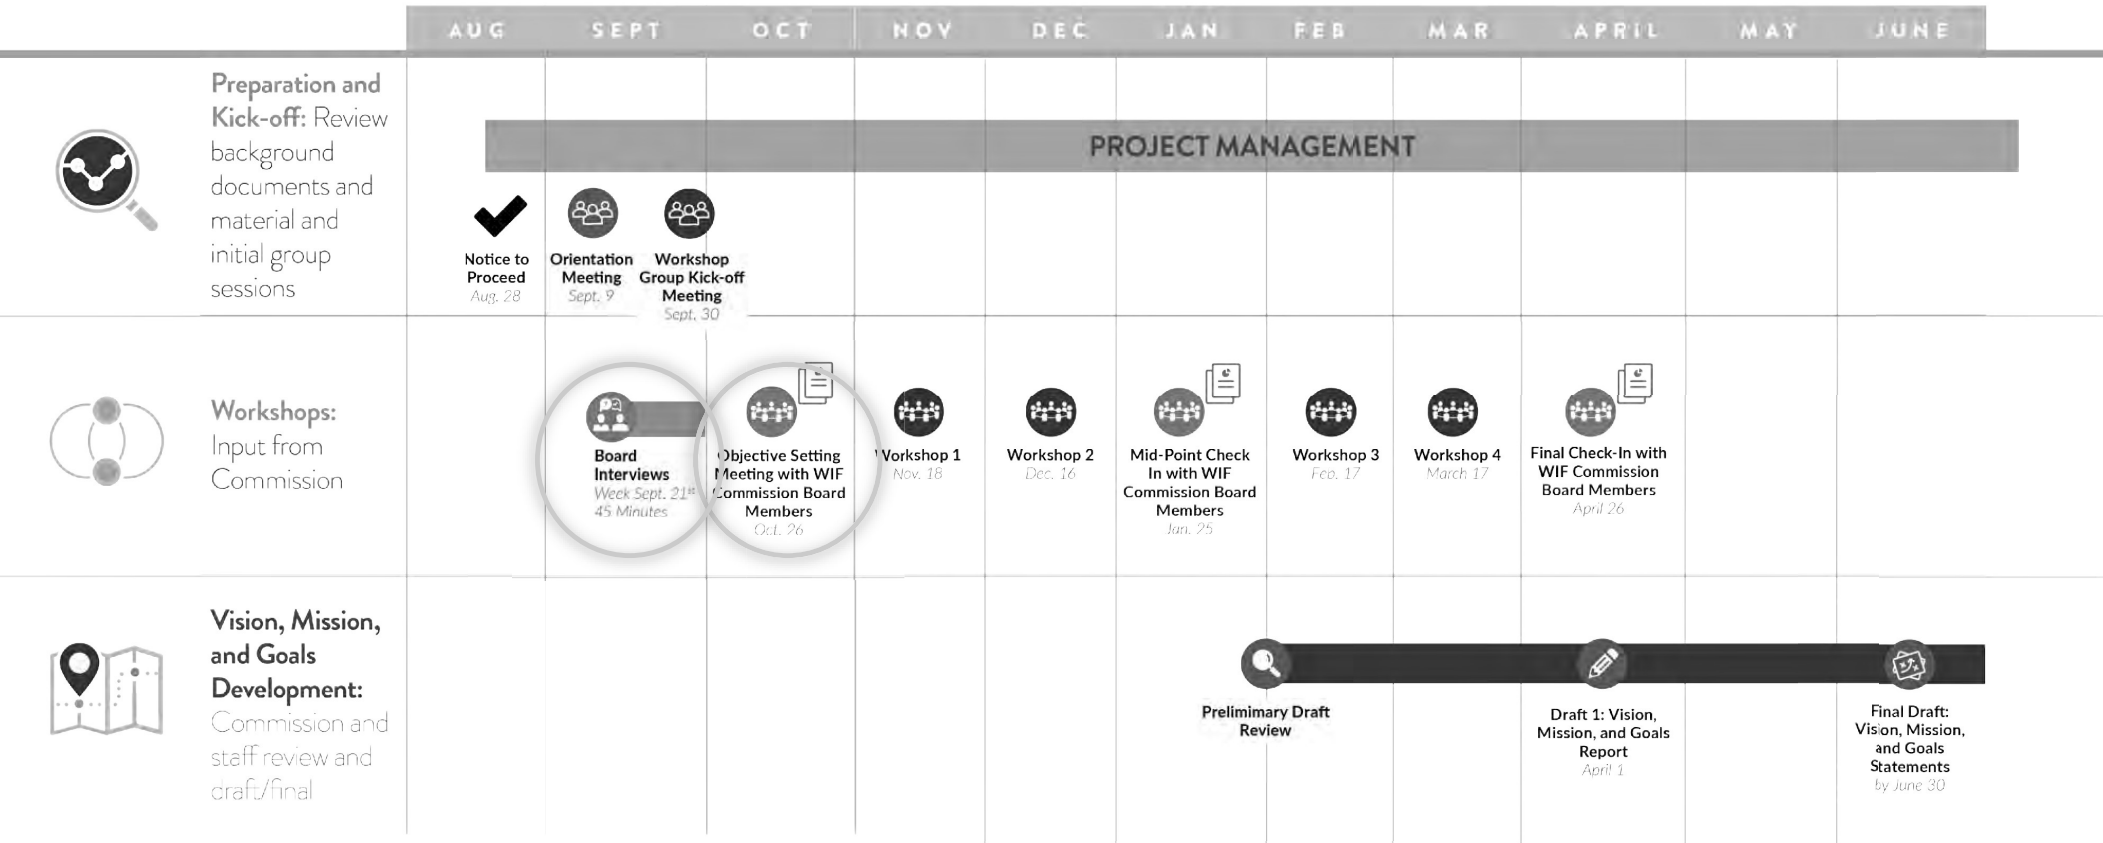 AUG SEPT OCT NOV DEC JAN FEB MAR APRIL MAY JUNE
Preparation and
Kick-off: Review
background
documents and
material and
initial group
sessions
PROJECT MANAGEMENT
Notice to
Proceed
Aug. 28
Orientation
Meeting
Sept. 9
Workshop
Group Kick-off
Meeting
Sept. 30
Workshops:
Input from
Commission
Board
Interviews
Week Sept. 21st
45 Minutes
Objective Setting
Meeting with WIF
Commission Board
Members
Oct. 26
Workshop 1
Nov. 18
Workshop 2
Dec. 16
Mid-Point Check
In with WIF
Commission Board
Members
Jan. 25
Workshop 3
Feb. 17
Workshop 4
March 17
Final Check-In with
WIF Commission
Board Members
April 26
Vision, Mission,
and Goals
Development:
Commission and
staff review and
draft/final
Prelimimary Draft
Review
Draft 1: Vision,
Mission, and Goals
Report
April 1
Final Draft:
Vision, Mission,
and Goals
Statements
by June 30